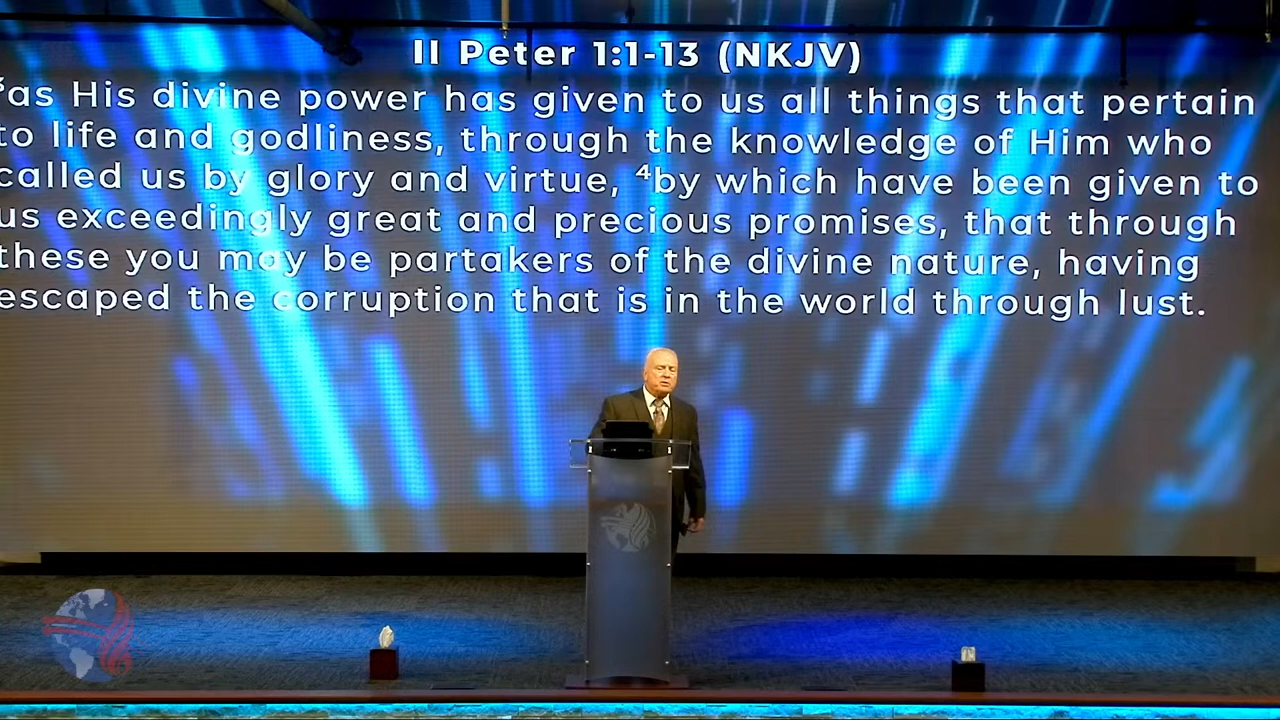 II Peter 1:1-13 (NKJV)
³as His divine power has given to us all things that pertain
to life and godliness, through the knowledge of Him who
called us by glory and virtue, ⁴by which have been given to
us exceedingly great and precious promises, that through
these you may be partakers of the divine nature, having
escaped the corruption that is in the world through lust.